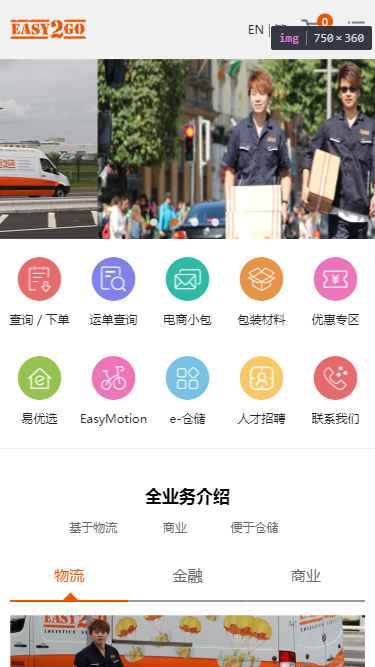 EASY2GO
EN
0
img 750×360
查询 / 下单
运单查询
电商小包
包装材料
优惠专区
易优选
EasyMotion
e-仓储
人才招聘
联系我们
全业务介绍
基于物流
商业
便于仓储
物流
金融
商业
EASY2GO